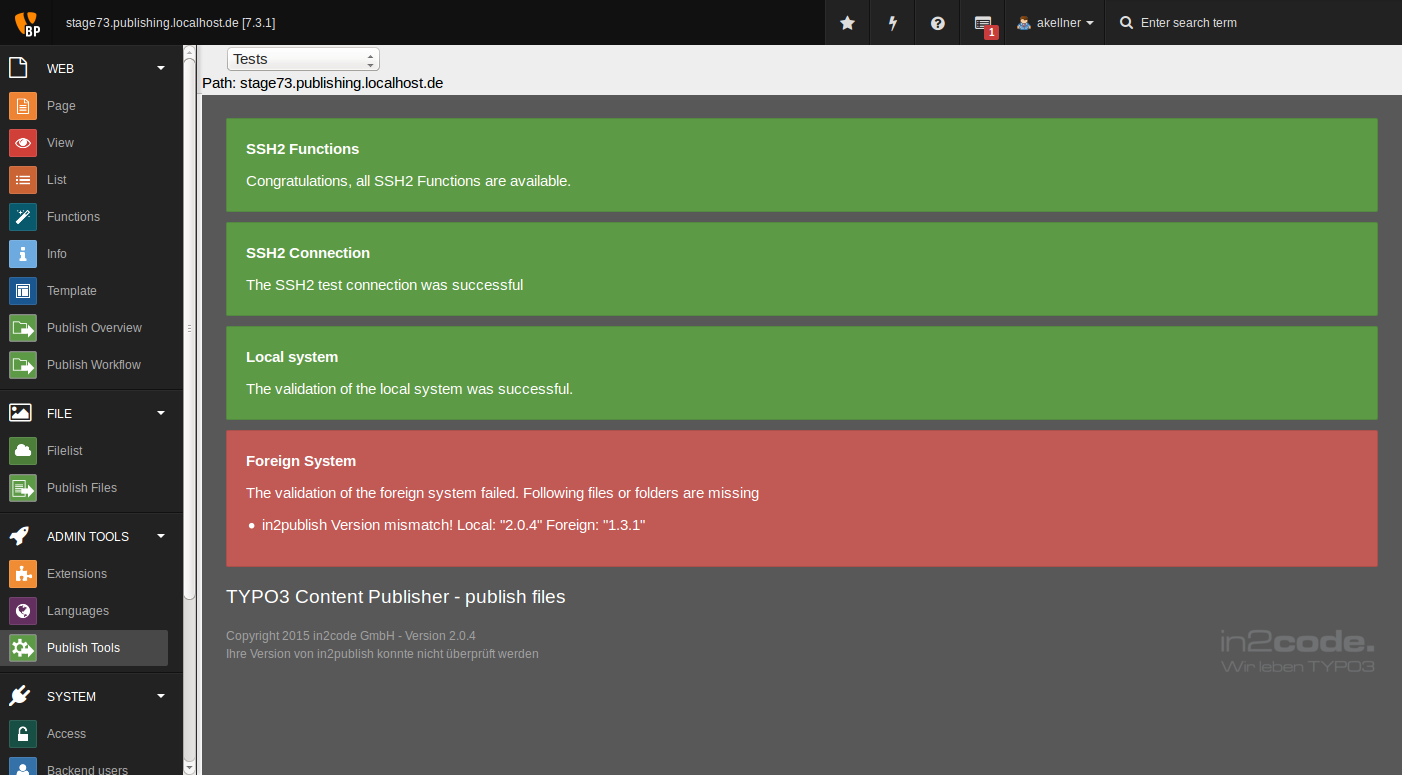 BP
stage73.publishing.localhost.de [7.3.1]
1
akellner
Enter search term
WEB
Page
View
List
Functions
Info
Template
Publish Overview
Publish Workflow
FILE
Filelist
Publish Files
ADMIN TOOLS
Extensions
Languages
Publish Tools
SYSTEM
Access
Backend users
Tests
Path: stage73.publishing.localhost.de
SSH2 Functions
Congratulations, all SSH2 Functions are available.
SSH2 Connection
The SSH2 test connection was successful
Local system
The validation of the local system was successful.
Foreign System
The validation of the foreign system failed. Following files or folders are missing
• in2publish Version mismatch! Local: "2.0.4" Foreign: "1.3.1"
TYPO3 Content Publisher - publish files
Copyright 2015 in2code GmbH - Version 2.0.4
Ihre Version von in2publish konnte nicht überprüft werden
in2code.
Wir leben TYPO3